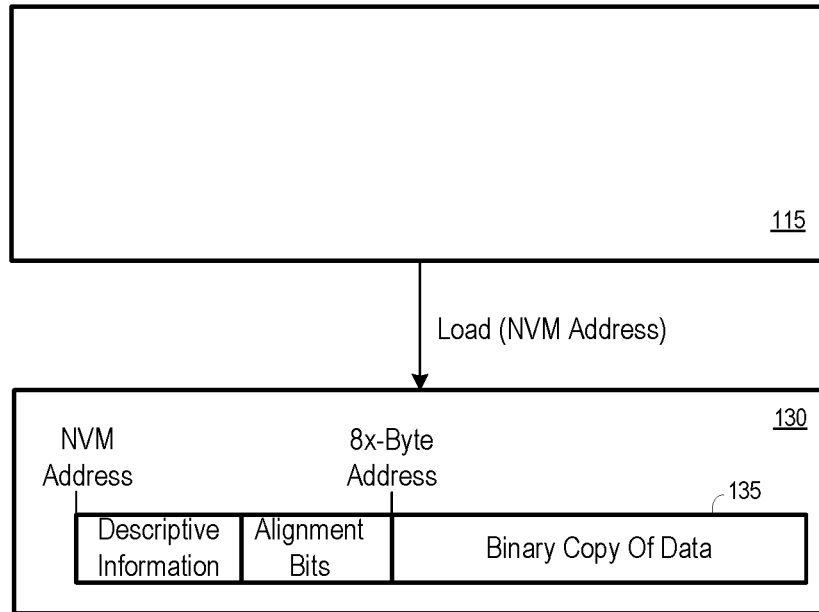 115
Load (NVM Address)
130
NVM
Address
8x-Byte
Address
135
Descriptive
Information
Alignment
Bits
Binary Copy Of Data